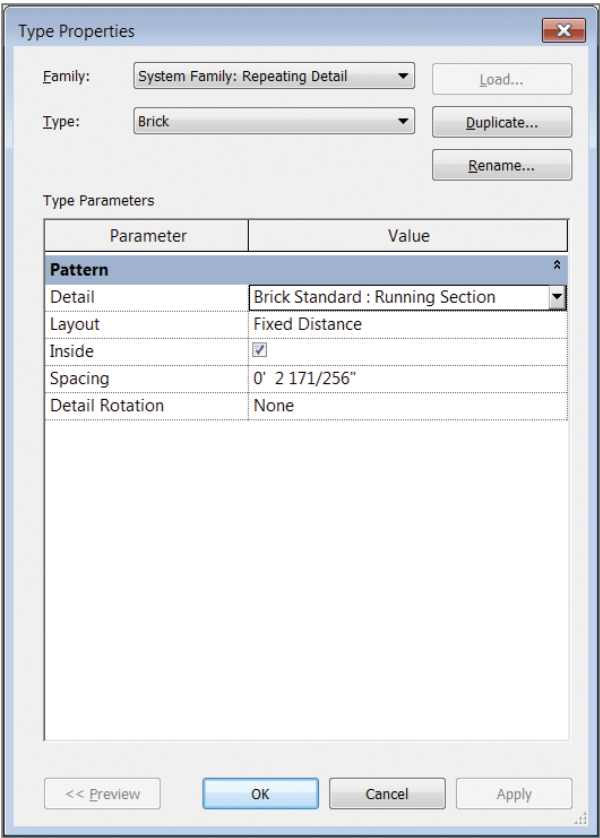 Type Properties
Family: System Family: Repeating Detail Load...
Type: Brick Duplicate...
Rename...
Type Parameters
Parameter Value
Pattern
Detail Brick Standard : Running Section
Layout Fixed Distance
Inside
Spacing 0' 2 171/256"
Detail Rotation None
<< Preview OK Cancel Apply